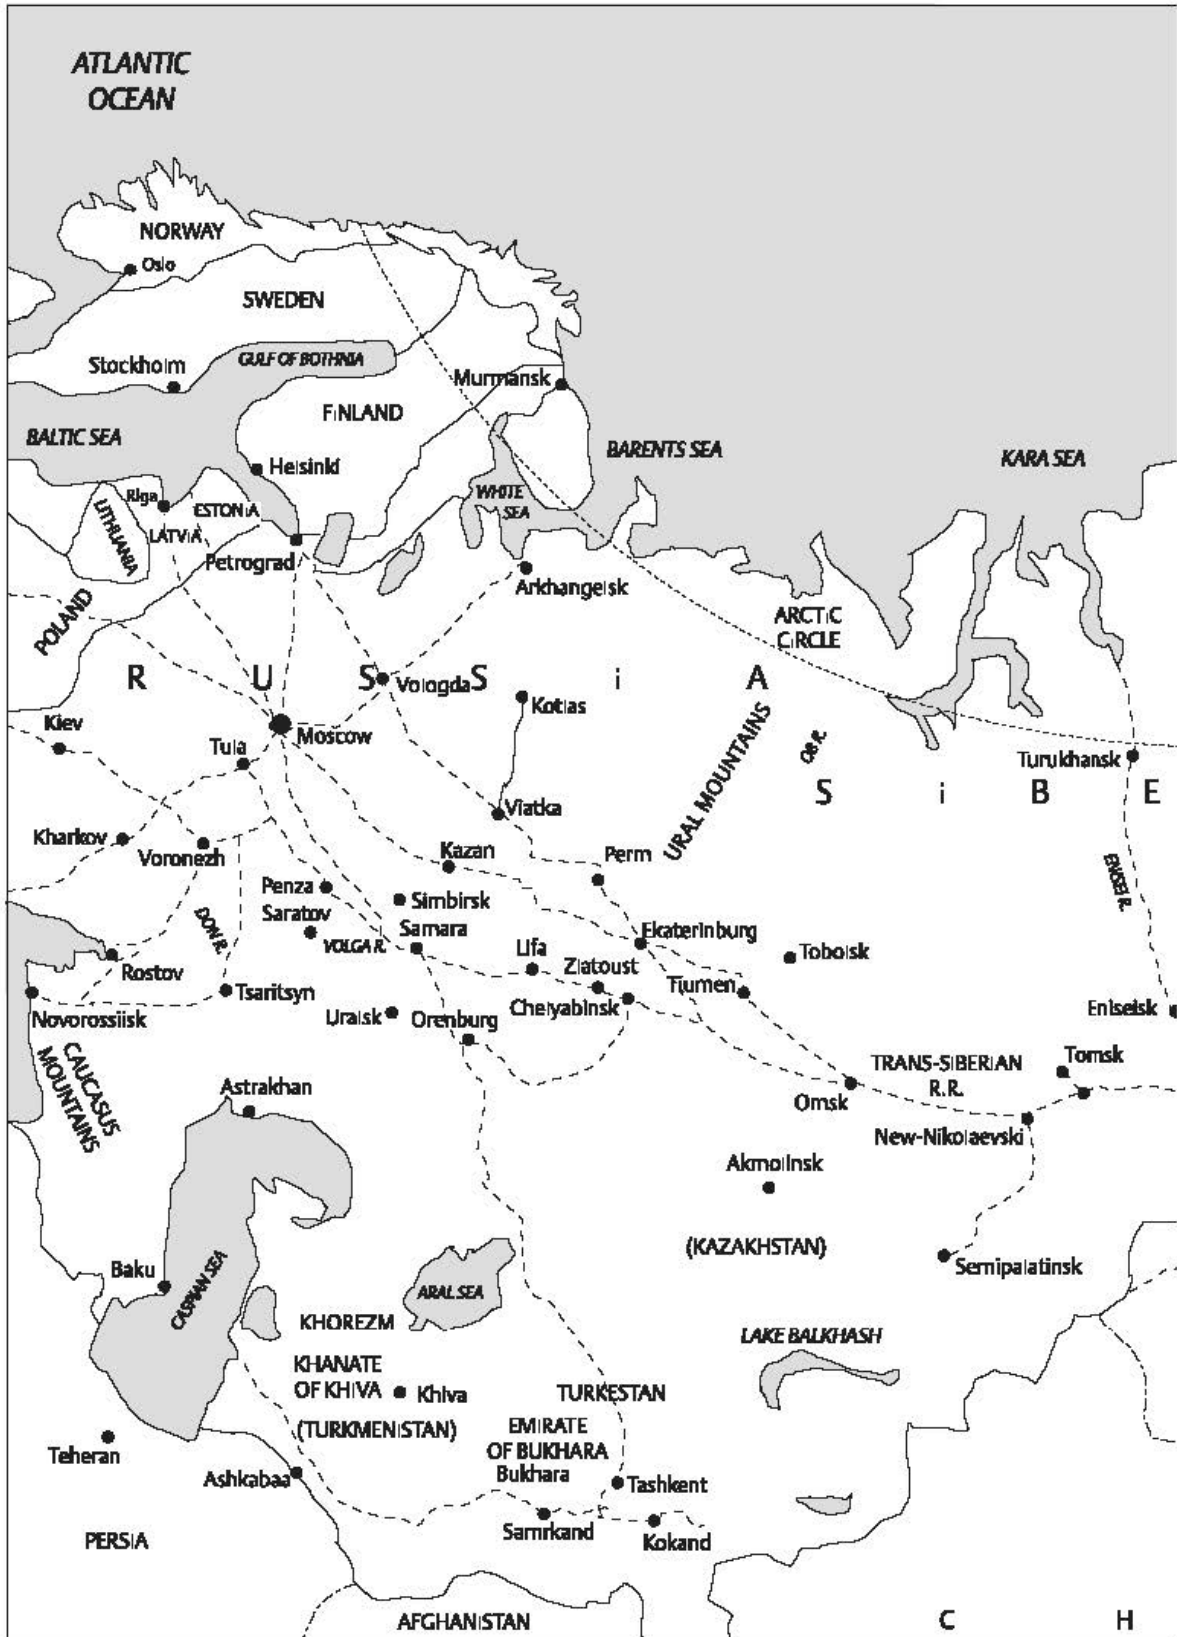 ATLANTIC
OCEAN
NORWAY
Oslo
SWEDEN
Stockholm
GULF OF BOTHNIA
Murmansk
FiNLAND
BALTIC SEA
BARENTS SEA
KARA SEA
Helsinki
WHITE
SEA
Riga
ESTONiA
LITHUANIA
LATViA
Petrograd
Arkhangelsk
POLAND
ARCTiC
CiRCLE
R U S S i A
Vologda
Kotlas
Kiev
Moscow
Tula
URAL MOUNTAINS
OB R.
Turukhansk
S i B E
Viatka
Kharkov
Voronezh
Kazan
Perm
ENISEI R.
Penza
Simbirsk
Saratov
DON R.
VOLGA R.
Samara
Ekaterinburg
Tobolsk
Rostov
Ufa
Zlatoust
Tiumen
Tsaritsyn
Chelyabinsk
Novorossiisk
Uralsk
Orenburg
Eniseisk
CAUCASUS
MOUNTAINS
TRANS-SiBERIAN
R.R.
Tomsk
Astrakhan
Omsk
New-Nikolaevski
Akmolinsk
(KAZAKHSTAN)
Semipalatinsk
Baku
CASPIAN SEA
ARAL SEA
KHOREZM
LAKE BALKHASH
KHANATE
OF KHiVA
Khiva
TURKESTAN
(TURKMENiSTAN)
EMiRATE
OF BUKHARA
Bukhara
Teheran
Ashkabaa
Tashkent
Samrkand
Kokand
PERSiA
AFGHANiSTAN
C H